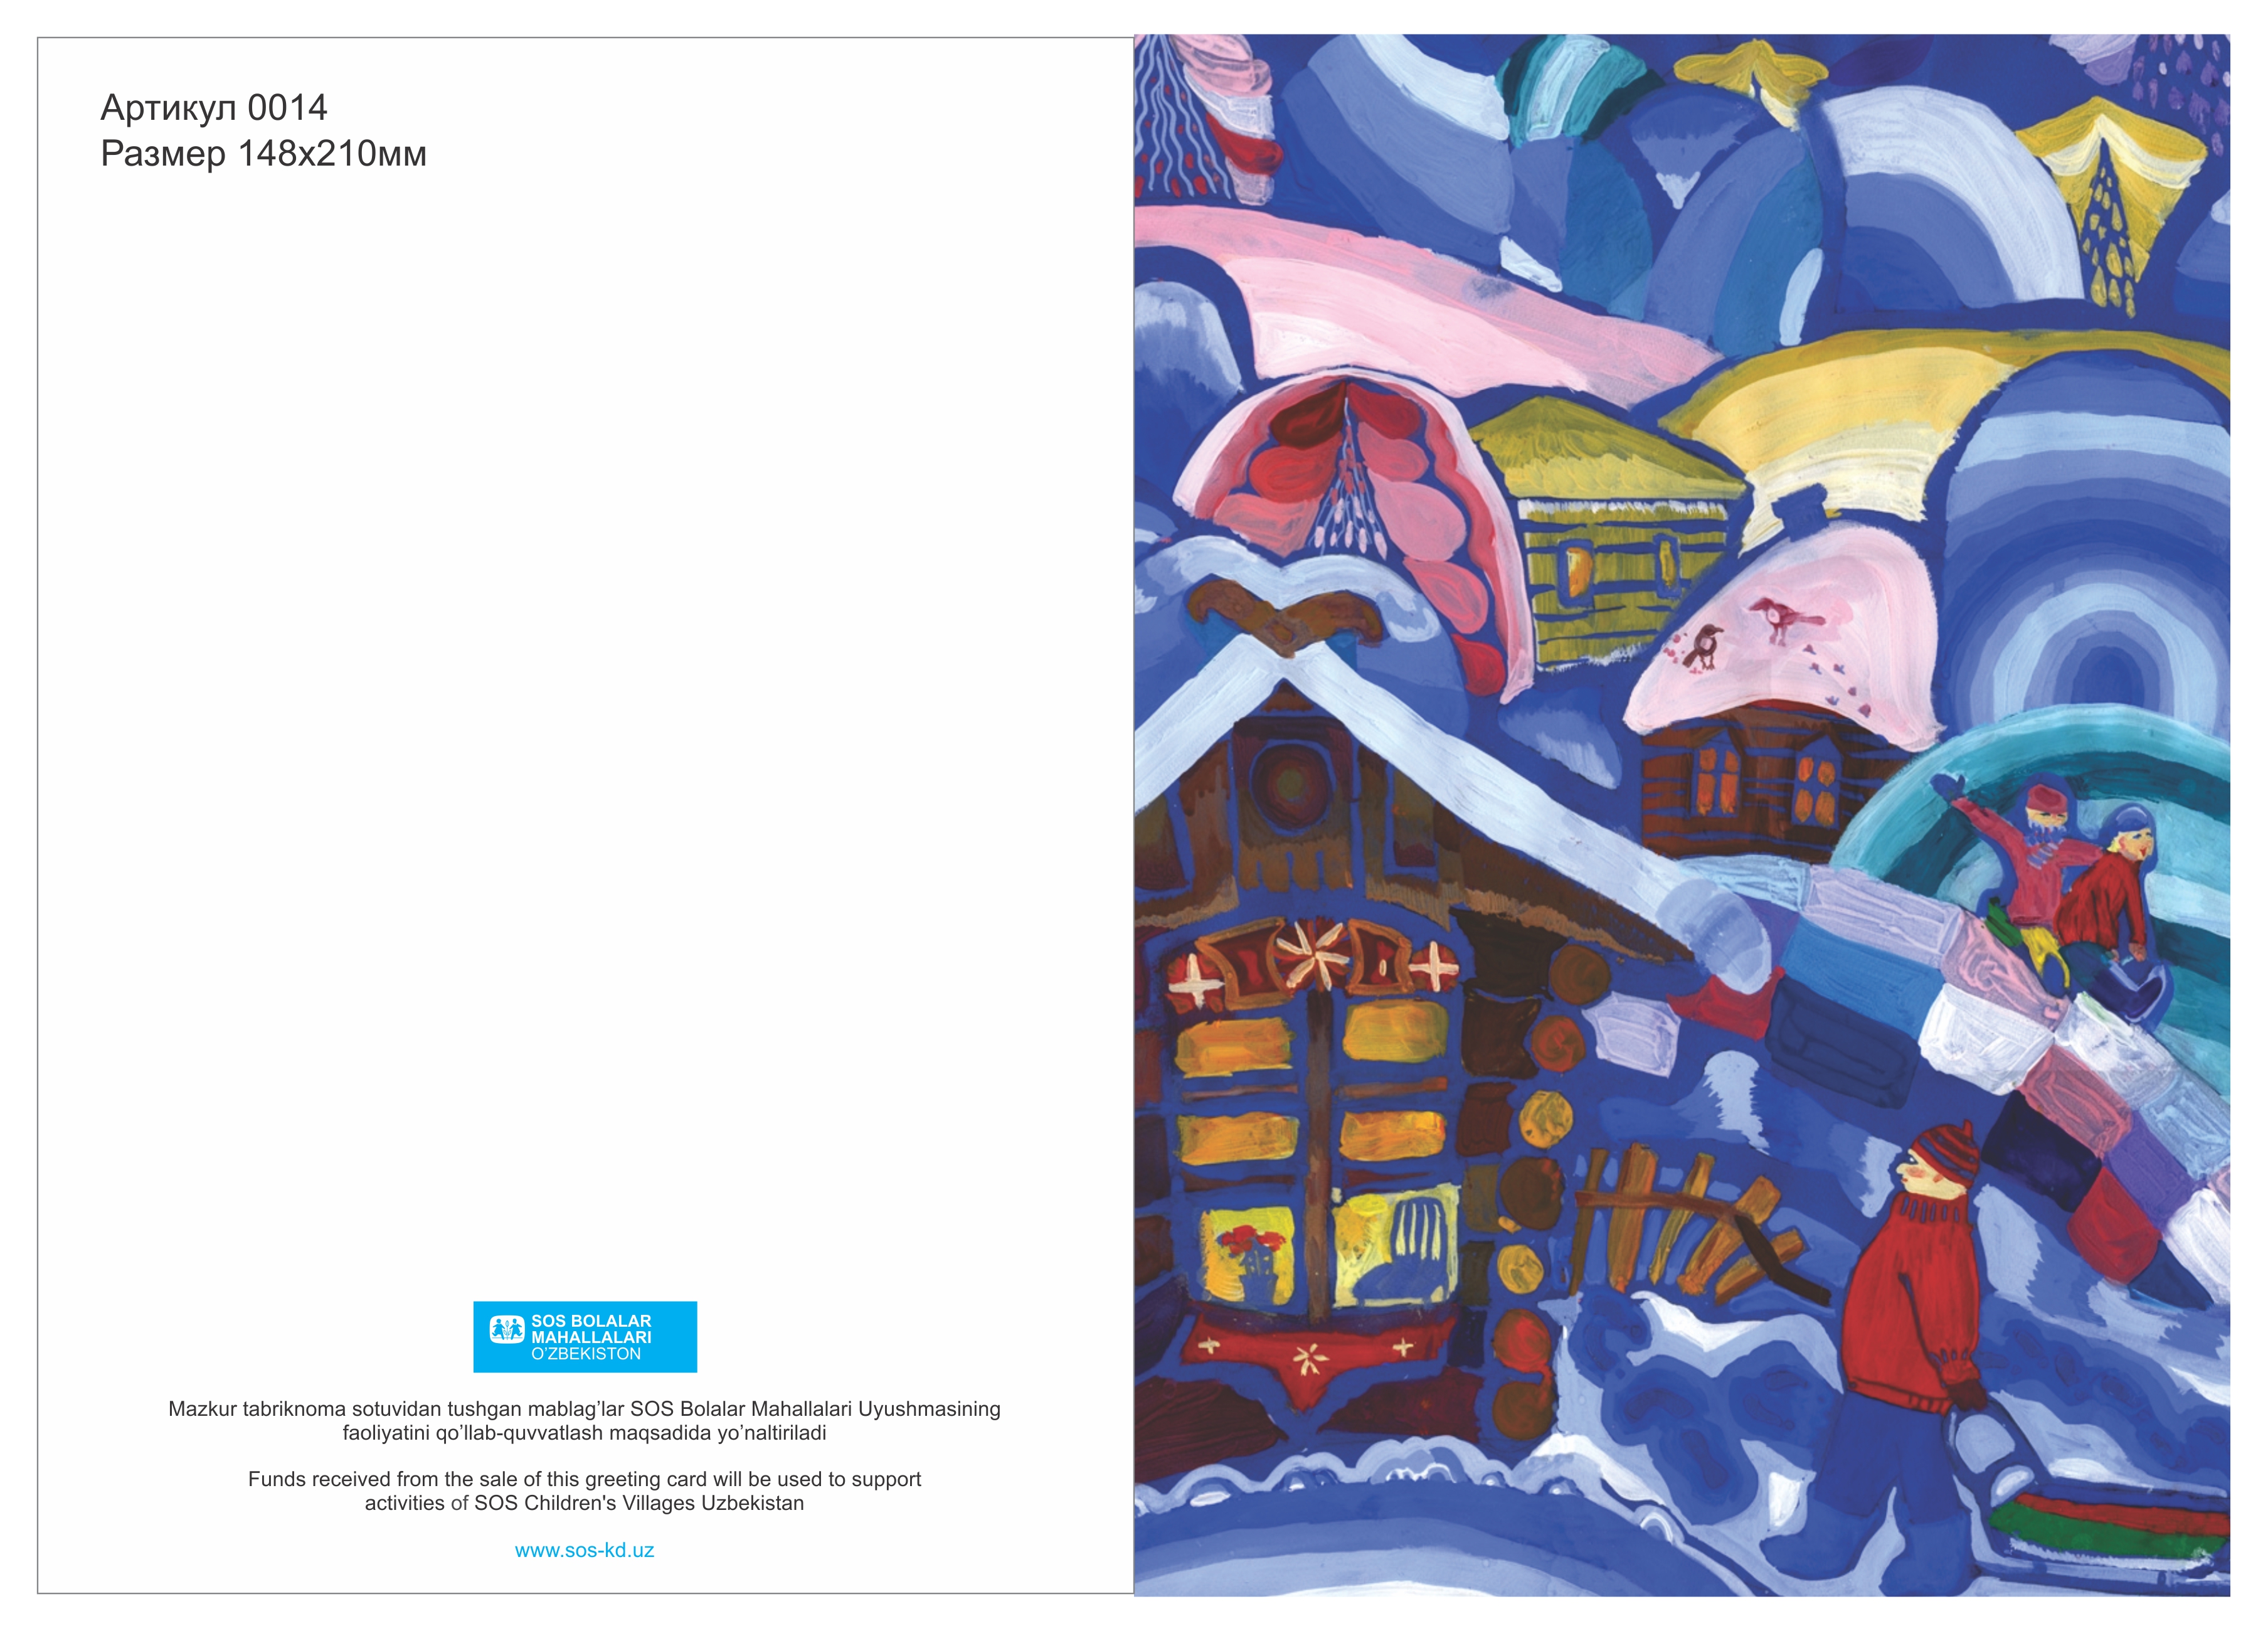 Артикул 0014
Размер 148х210мм
SOS BOLALAR
MAHALLALARI
O'ZBEKISTON
Mazkur tabriknoma sotuvidan tushgan mablag’lar SOS Bolalar Mahallalari Uyushmasining
faoliyatini qo’llab-quvvatlash maqsadida yo’naltiriladi
Funds received from the sale of this greeting card will be used to support
activities of SOS Children's Villages Uzbekistan
www.sos-kd.uz